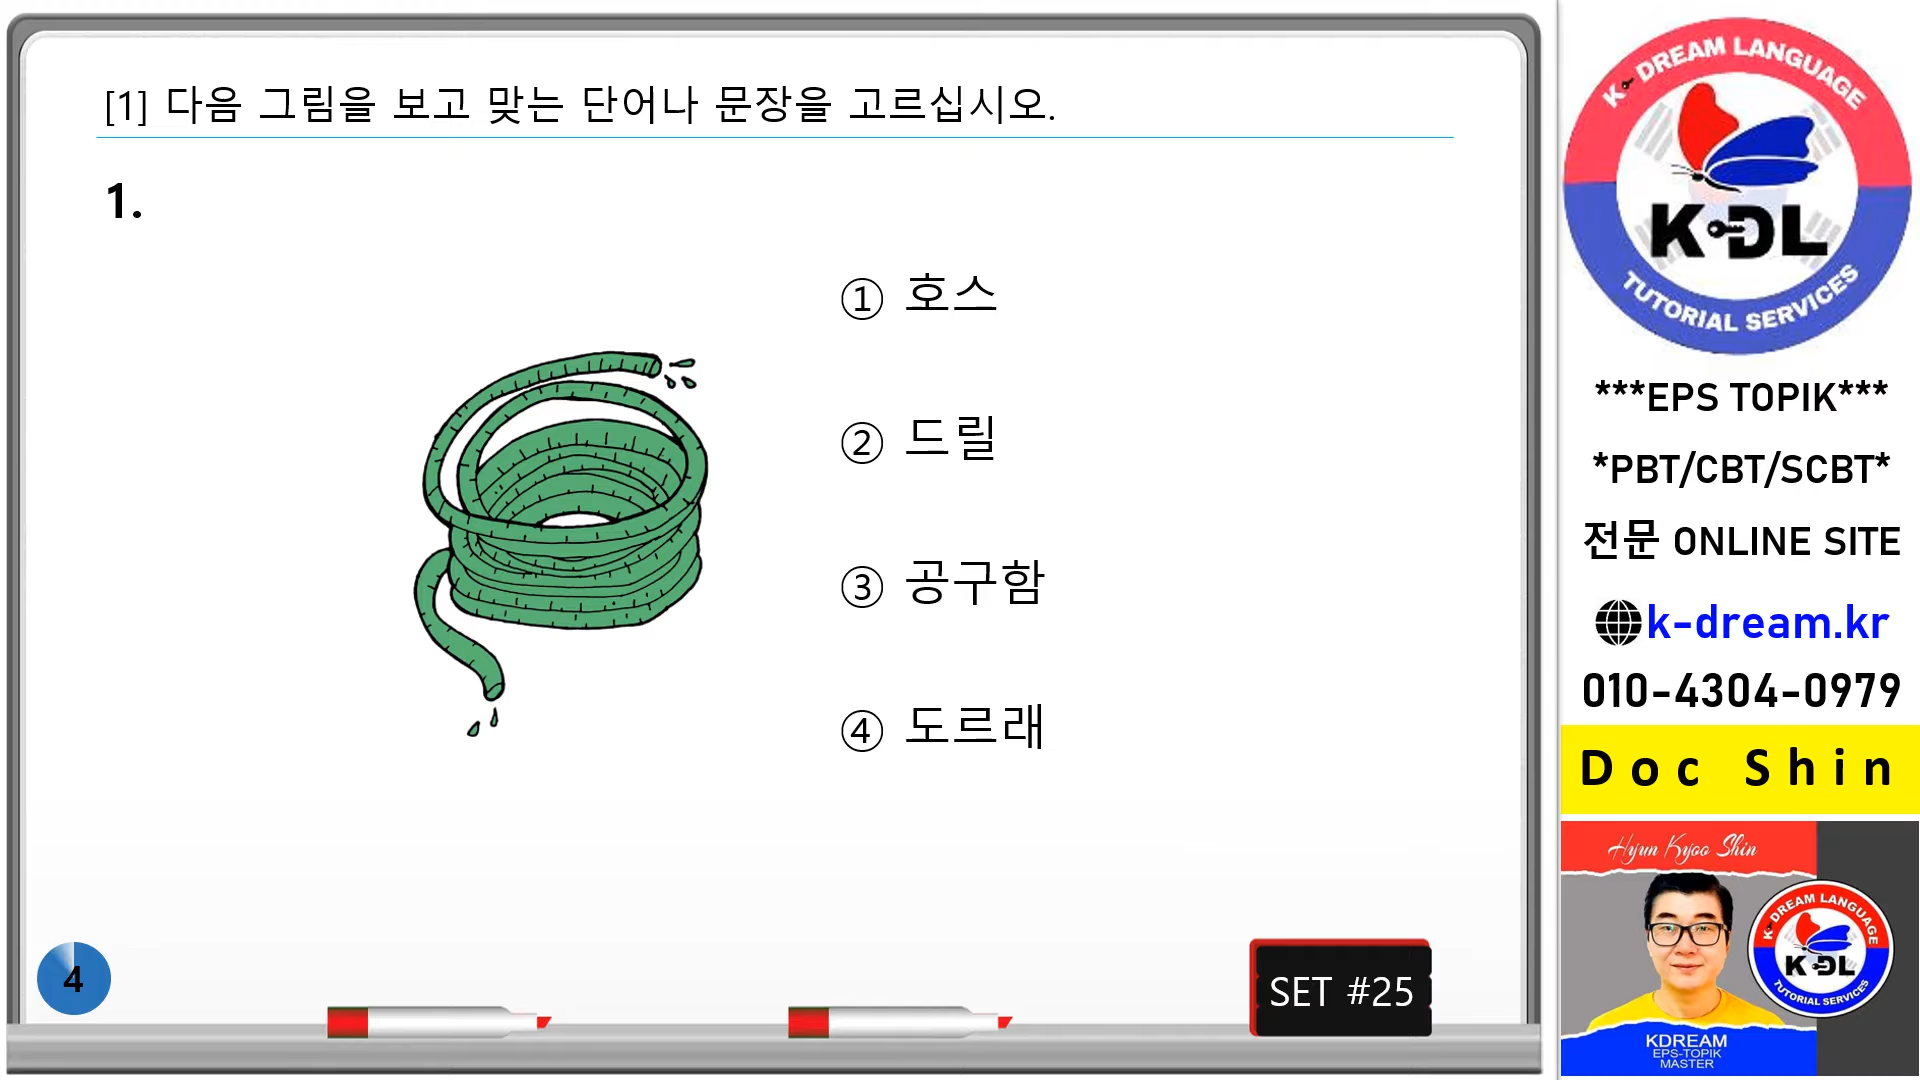 [1] 다음 그림을 보고 맞는 단어나 문장을 고르십시오.
1.
① 호스
② 드릴
③ 공구함
④ 도르래
4
SET #25
K DREAM LANGUAGE
K DL
TUTORIAL SERVICES
***EPS TOPIK***
*PBT/CBT/SCBT*
전문 ONLINE SITE
k-dream.kr
010-4304-0979
Doc Shin
Hyun Kyoo Shin
K DREAM LANGUAGE
K DL
TUTORIAL SERVICES
KDREAM
EPS-TOPIK
MASTER